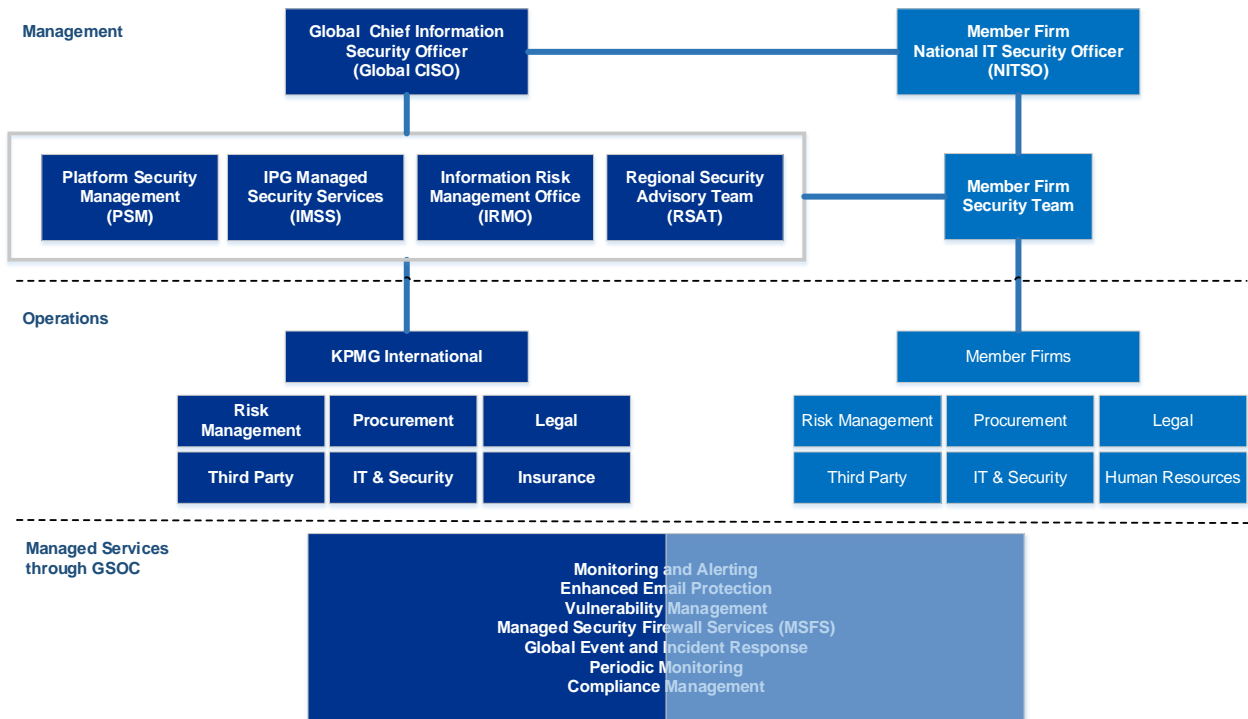 Management
Global Chief Information
Security Officer
(Global CISO)
Member Firm
National IT Security Officer
(NITSO)
Platform Security
Management
(PSM)
IPG Managed
Security Services
(IMSS)
Information Risk
Management Office
(IRMO)
Regional Security
Advisory Team
(RSAT)
Member Firm
Security Team
Operations
KPMG International
Member Firms
Risk
Management
Procurement
Legal
Risk Management
Procurement
Legal
Third Party
IT & Security
Insurance
Third Party
IT & Security
Human Resources
Managed Services
through GSOC
Monitoring and Alerting
Enhanced Email Protection
Vulnerability Management
Managed Security Firewall Services (MSFS)
Global Event and Incident Response
Periodic Monitoring
Compliance Management